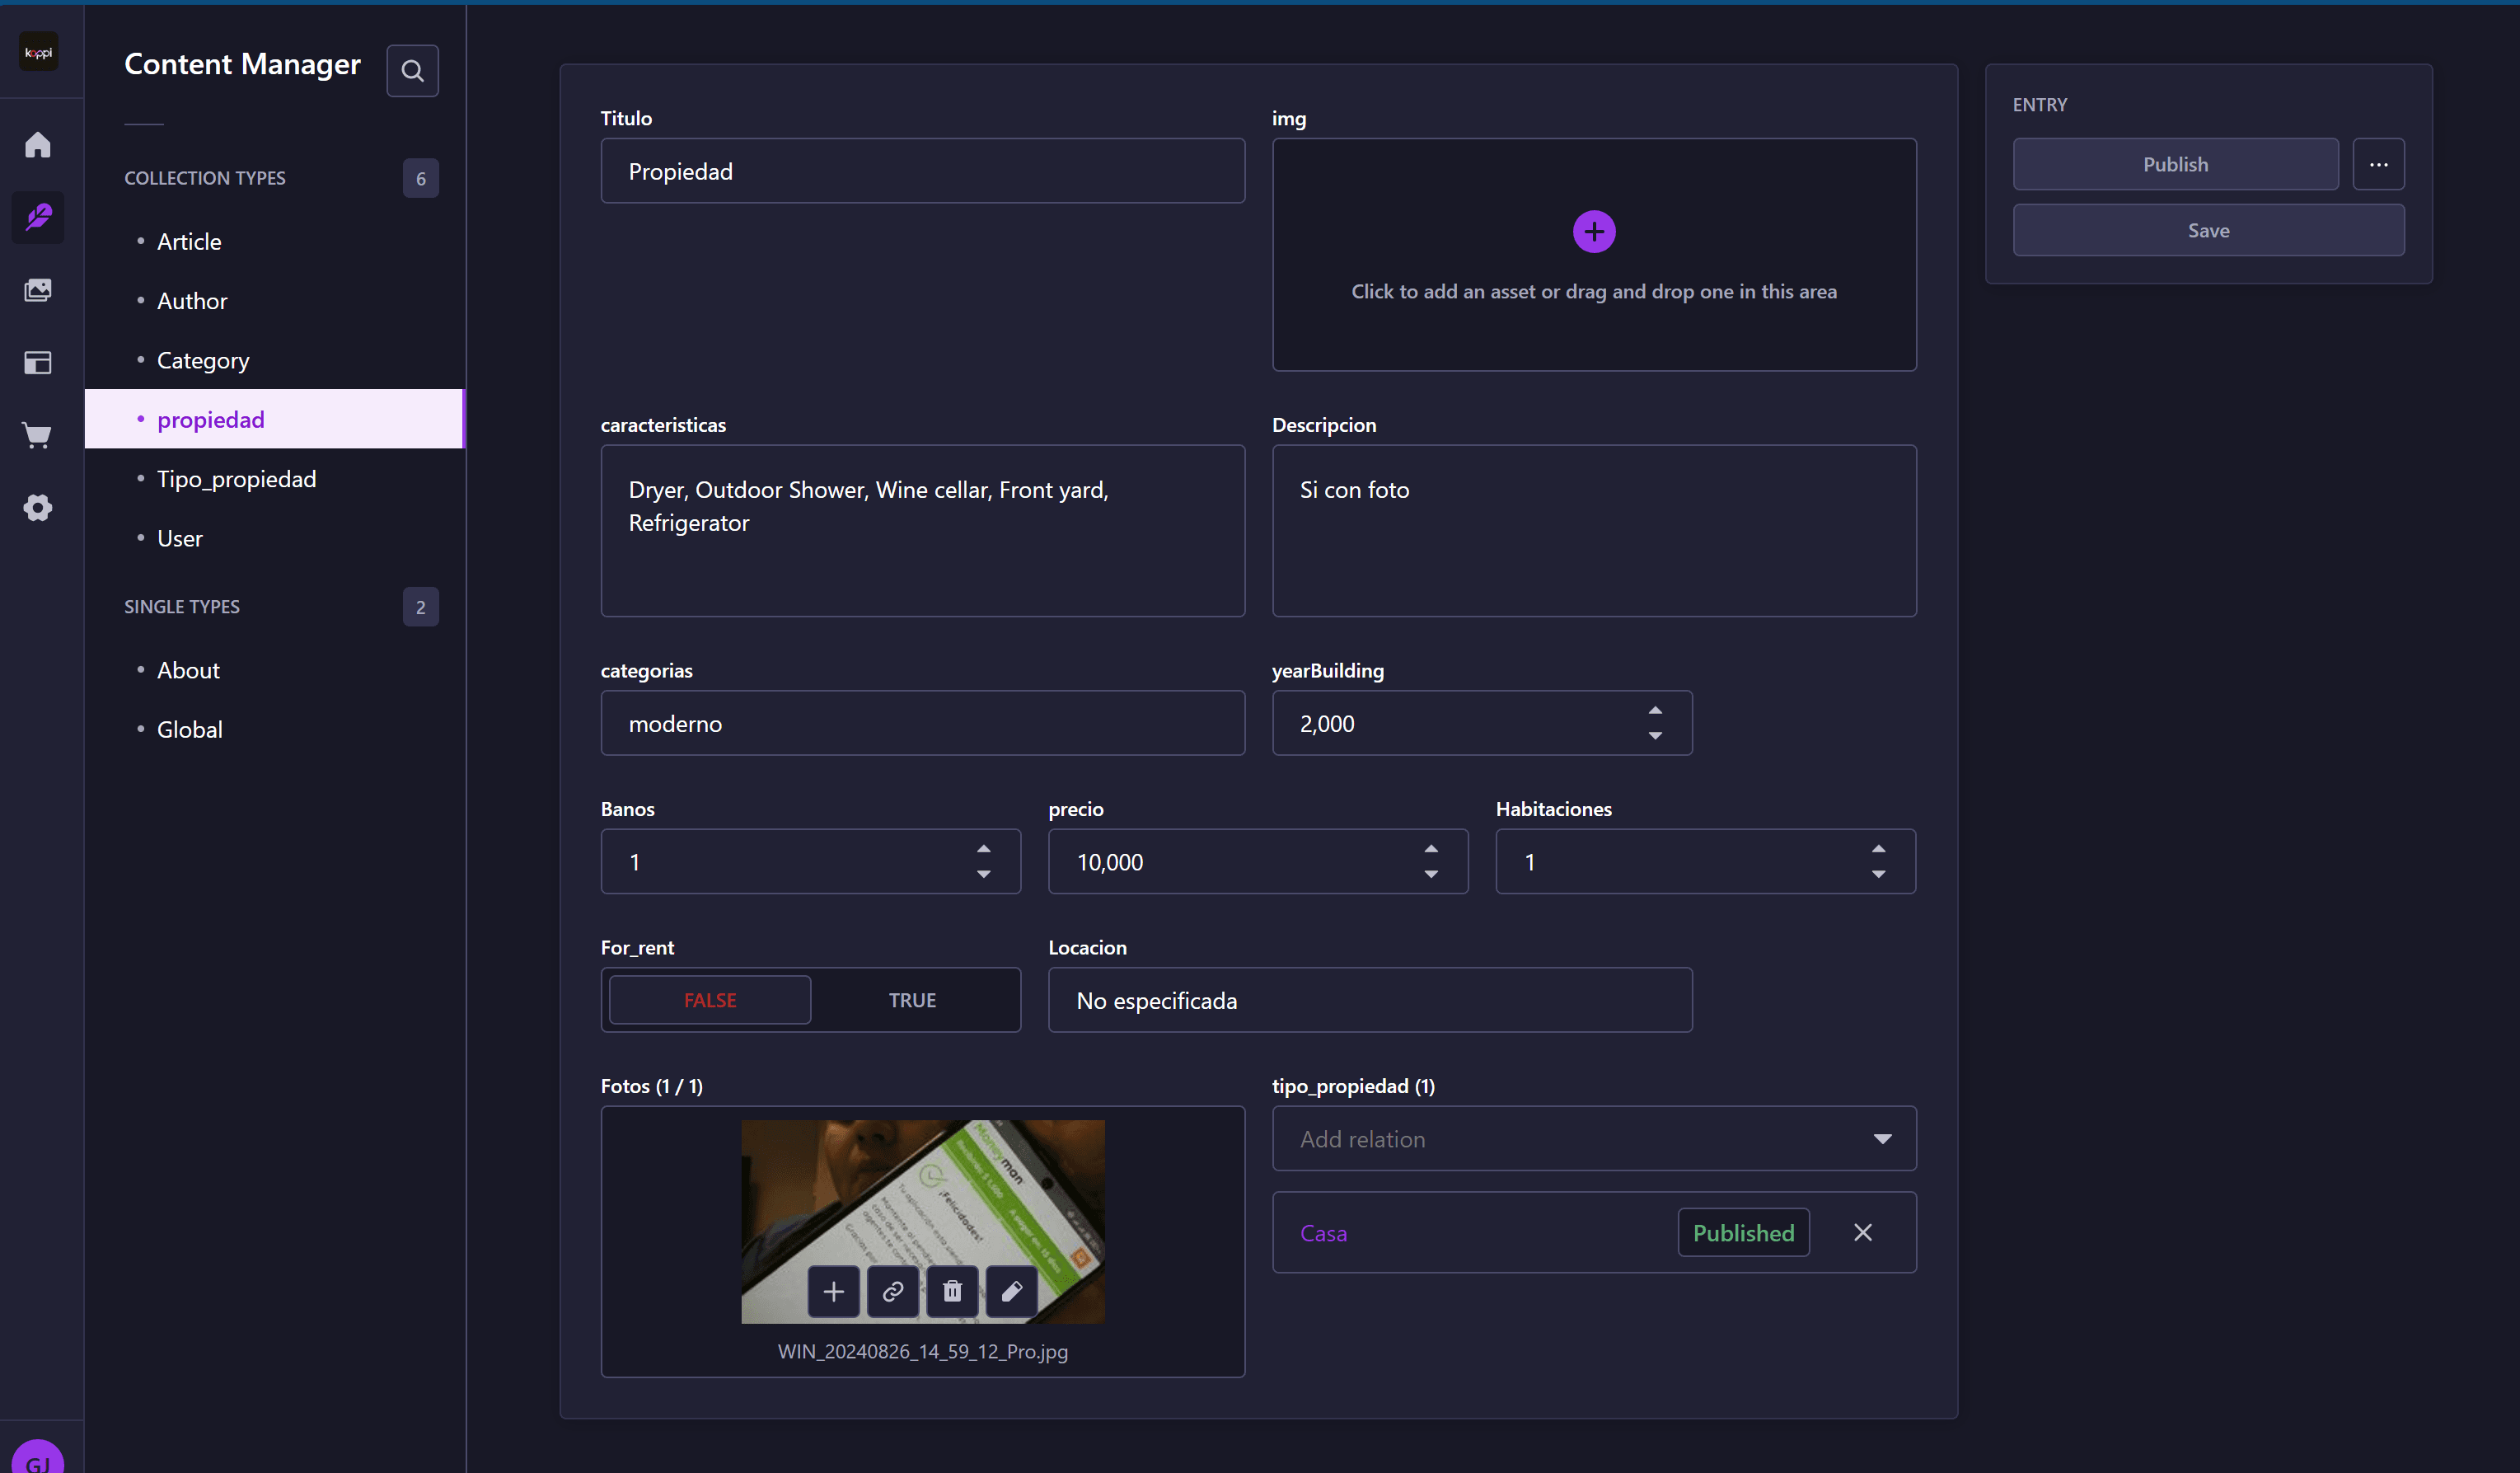 koppi
Content Manager
COLLECTION TYPES
6
Article
Author
Category
propiedad
Tipo_propiedad
User
SINGLE TYPES
2
About
Global
GJ
Titulo
Propiedad
img
Click to add an asset or drag and drop one in this area
caracteristicas
Dryer, Outdoor Shower, Wine cellar, Front yard,
Refrigerator
Descripcion
Si con foto
categorias
moderno
yearBuilding
2,000
Banos
1
precio
10,000
Habitaciones
1
For_rent
FALSE
TRUE
Locacion
No especificada
Fotos (1 / 1)
Moneyman
¡Felicidades!
WIN_20240826_14_59_12_Pro.jpg
tipo_propiedad (1)
Add relation
Casa
Published
ENTRY
Publish
Save